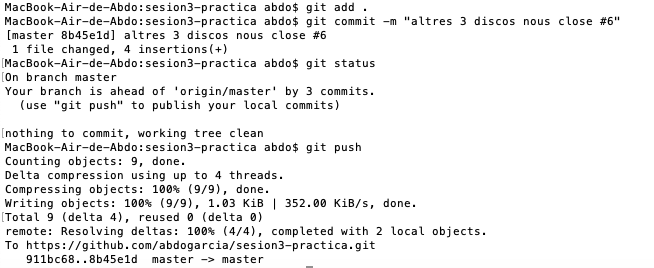 MacBook-Air-de-Abdo:sesion3-practica abdo$ git add .
MacBook-Air-de-Abdo:sesion3-practica abdo$ git commit -m "altres 3 discos nous close #6"
[master 8b45e1d] altres 3 discos nous close #6
 1 file changed, 4 insertions(+)
[MacBook-Air-de-Abdo:sesion3-practica abdo$ git status
On branch master
Your branch is ahead of 'origin/master' by 3 commits.
  (use "git push" to publish your local commits)

[nothing to commit, working tree clean
MacBook-Air-de-Abdo:sesion3-practica abdo$ git push
Counting objects: 9, done.
Delta compression using up to 4 threads.
Compressing objects: 100% (9/9), done.
Writing objects: 100% (9/9), 1.03 KiB | 352.00 KiB/s, done.
[Total 9 (delta 4), reused 0 (delta 0)
remote: Resolving deltas: 100% (4/4), completed with 2 local objects.
To https://github.com/abdogarcia/sesion3-practica.git
   911bc68..8b45e1d  master -> master